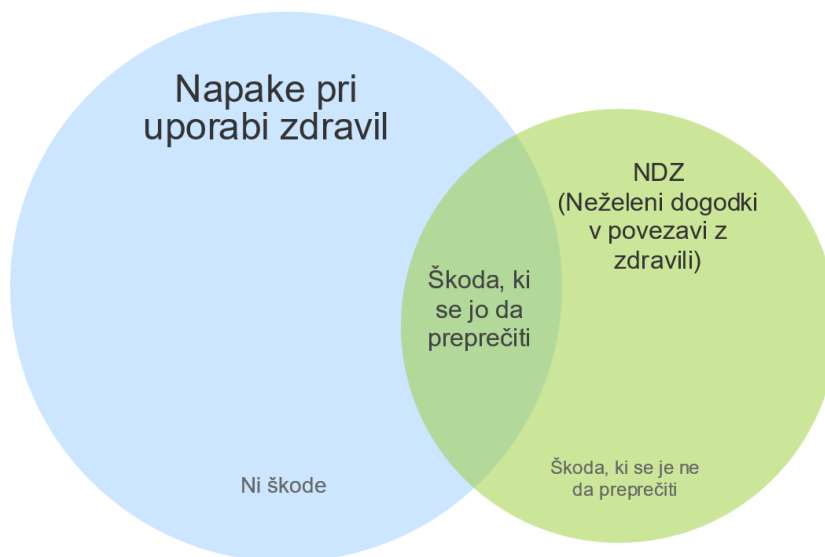 Napake pri
uporabi zdravil
NDZ
(Neželeni dogodki
v povezavi z
zdravili)
Škoda, ki
se jo da
preprečiti
Ni škode
Škoda, ki se je ne
da preprečiti